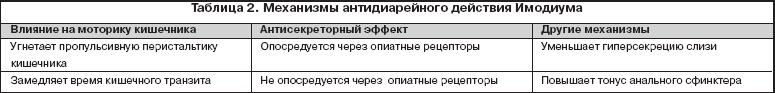 Таблица 2. Механизмы антидиарейного действия Имодиума
Влияние на моторику кишечника Антисекреторный эффект Другие механизмы
Угнетает пропульсивную перистальтику кишечника Опосредуется через опиатные рецепторы Уменьшает гиперсекрецию слизи
Замедляет время кишечного транзита Не опосредуется через опиатные рецепторы Повышает тонус анального сфинктера